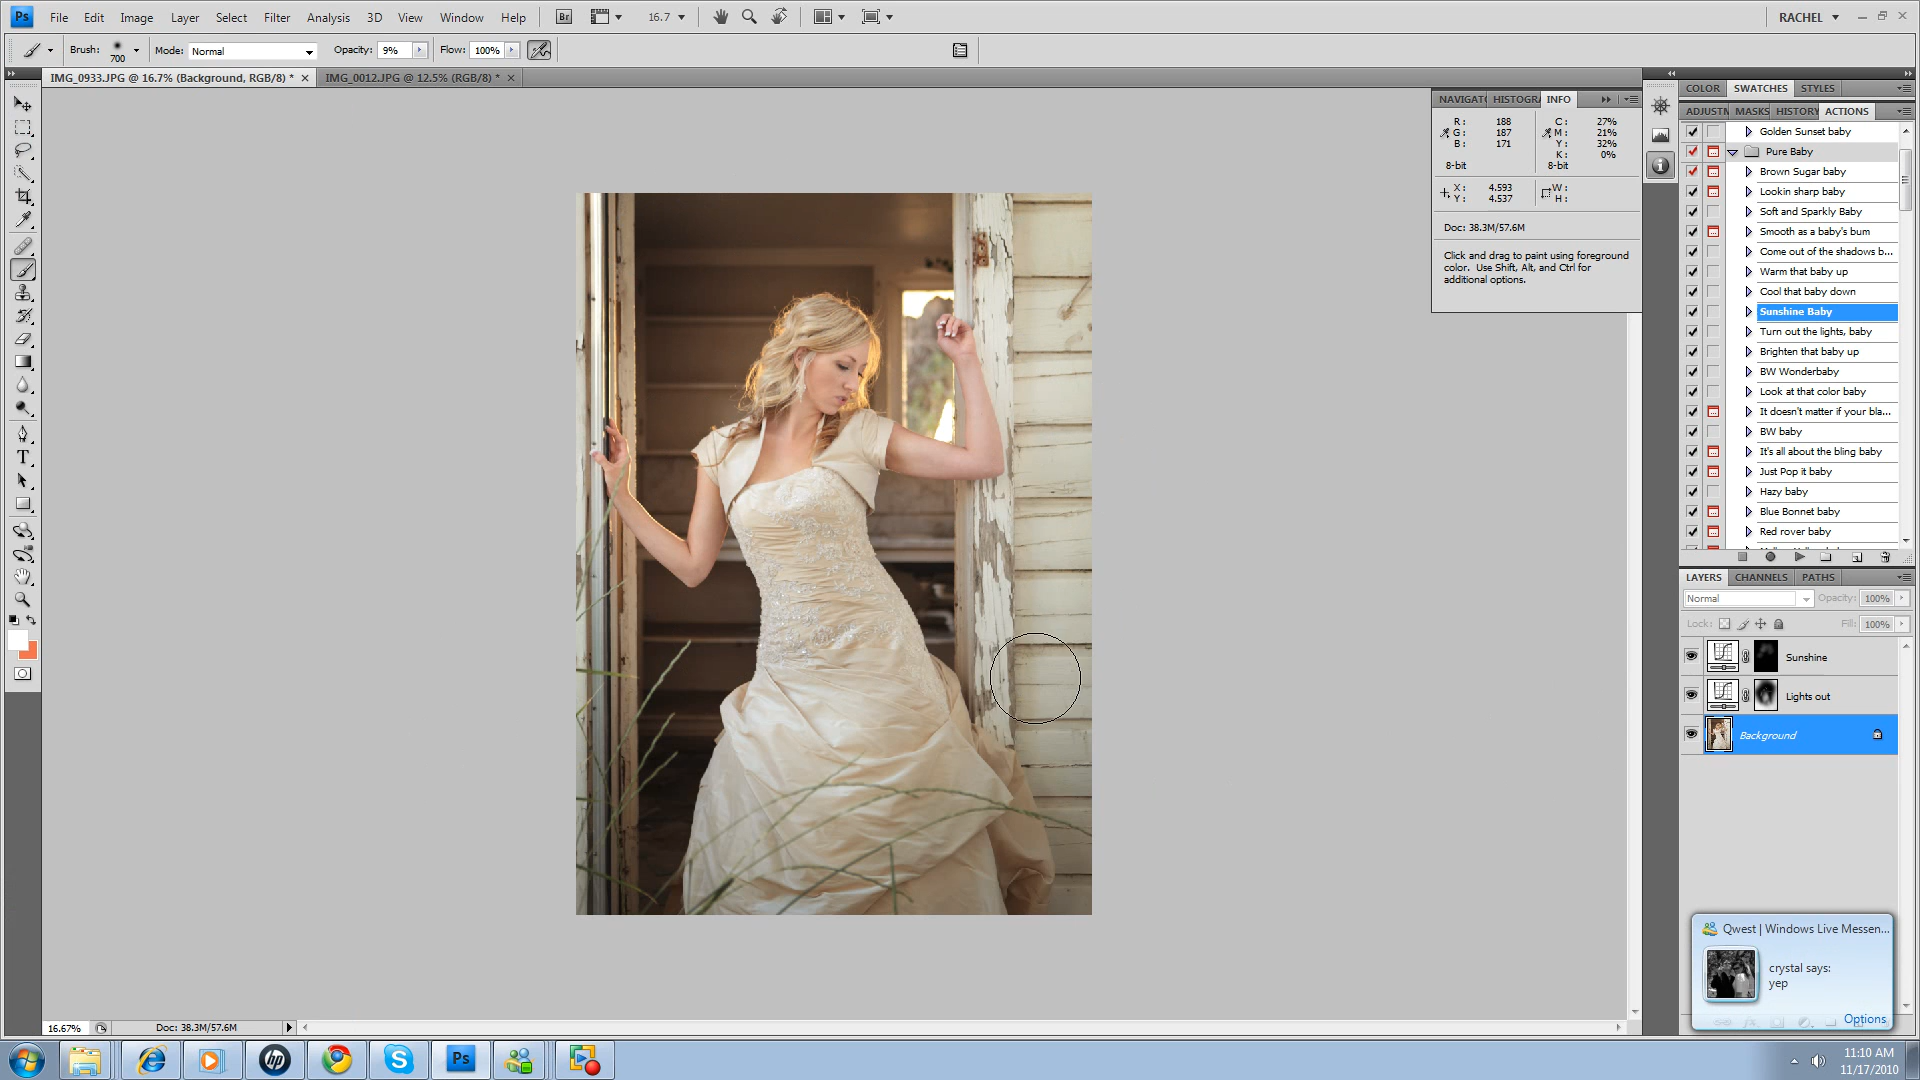 Ps File Edit Image Layer Select Filter Analysis 3D View Window Help Br 16.7 RACHEL
Brush: 700 Mode: Normal Opacity: 9% Flow: 100%
IMG_0933.JPG @ 16.7% (Background, RGB/8) * IMG_0012.JPG @ 12.5% (RGB/8) *
COLOR SWATCHES STYLES
NAVIGAT HISTOGRA INFO
R: 188 C: 27%
G: 187 M: 21%
B: 171 Y: 32%
K: 0%
8-bit 8-bit
X: 4.593 W:
Y: 4.537 H:
Doc: 38.3M/57.6M
Click and drag to paint using foreground
color. Use Shift, Alt, and Ctrl for
additional options.
ADJUSTN MASKS HISTORY ACTIONS
Golden Sunset baby
Pure Baby
Brown Sugar baby
Lookin sharp baby
Soft and Sparkly Baby
Smooth as a baby's bum
Come out of the shadows b...
Warm that baby up
Cool that baby down
Sunshine Baby
Turn out the lights, baby
Brighten that baby up
BW Wonderbaby
Look at that color baby
It doesn't matter if your bla...
BW baby
It's all about the bling baby
Just Pop it baby
Hazy baby
Blue Bonnet baby
Red rover baby
LAYERS CHANNELS PATHS
Normal Opacity: 100%
Lock: Fill: 100%
Sunshine
Lights out
Background
Qwest | Windows Live Messen...
crystal says:
yep
Options
16.67% Doc: 38.3M/57.6M
hp Ps
11:10 AM
11/17/2010